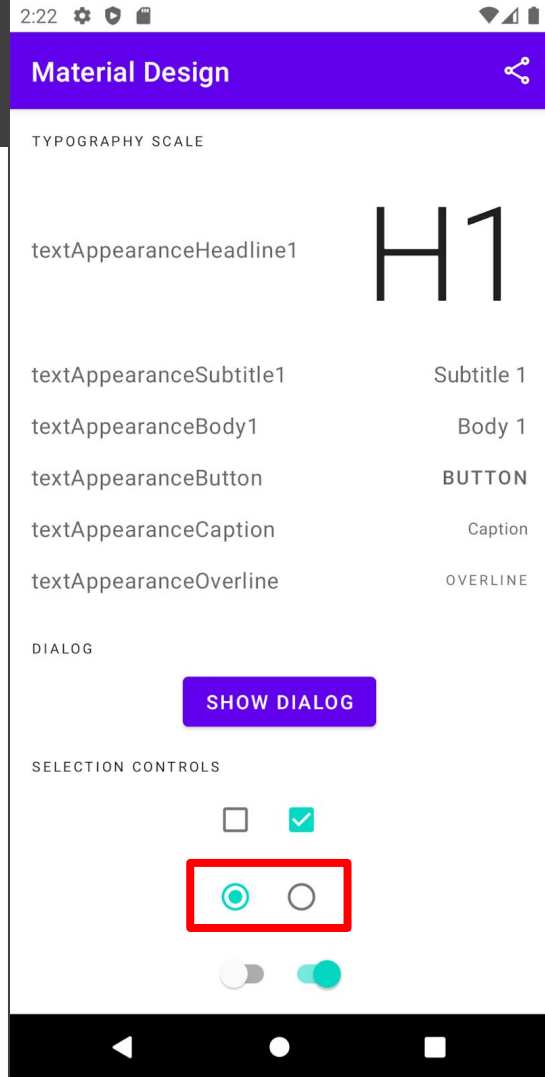 2:22
Material Design
TYPOGRAPHY SCALE
textAppearanceHeadline1 H1
textAppearanceSubtitle1 Subtitle 1
textAppearanceBody1 Body 1
textAppearanceButton BUTTON
textAppearanceCaption Caption
textAppearanceOverline OVERLINE
DIALOG
SHOW DIALOG
SELECTION CONTROLS